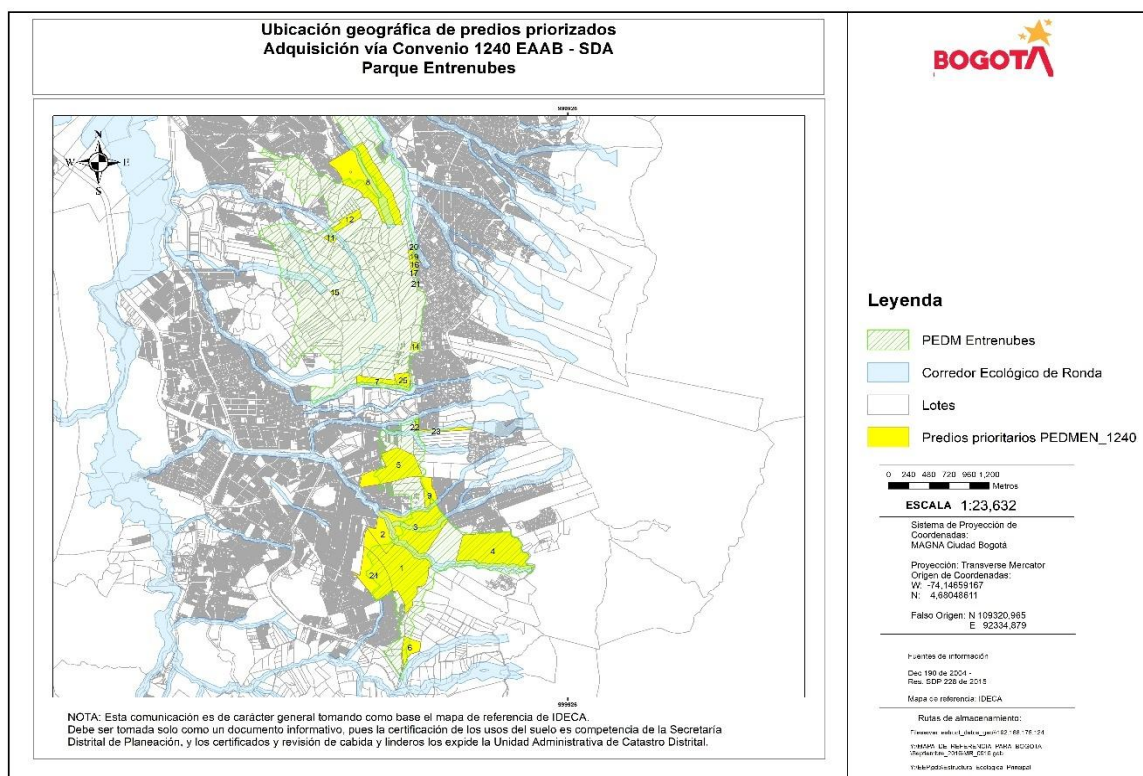 Ubicación geográfica de predios priorizados
Adquisición vía Convenio 1240 EAAB - SDA
Parque Entrenubes
BOGOTA
N
W E
S
8
12
11
20
19
16
17
21
15
14
7 25
22
23
5
9
3
2
4
1
24
6
NOTA: Esta comunicación es de carácter general tomando como base el mapa de referencia de IDECA.
Debe ser tomada solo como un documento informativo, pues la certificación de los usos del suelo es competencia de la Secretaría
Distrital de Planeación, y los certificados y revisión de cabida y linderos los expide la Unidad Administrativa de Catastro Distrital.
Leyenda
PEDM Entrenubes
Corredor Ecológico de Ronda
Lotes
Predios prioritarios PEDMEN_1240
0 240 480 720 960 1,200
Metros
ESCALA 1:23,632
Sistema de Proyección de
Coordenadas:
MAGNA Ciudad Bogotá
Proyección: Transverse Mercator
Origen de Coordenadas:
W: -74,14659167
N: 4,68048611
Falso Origen: N 109320,965
E 92334,879
Fuentes de información
Dec 190 de 2004 -
Res. SDP 228 de 2015
Mapa de referencia: IDECA
Rutas de almacenamiento: